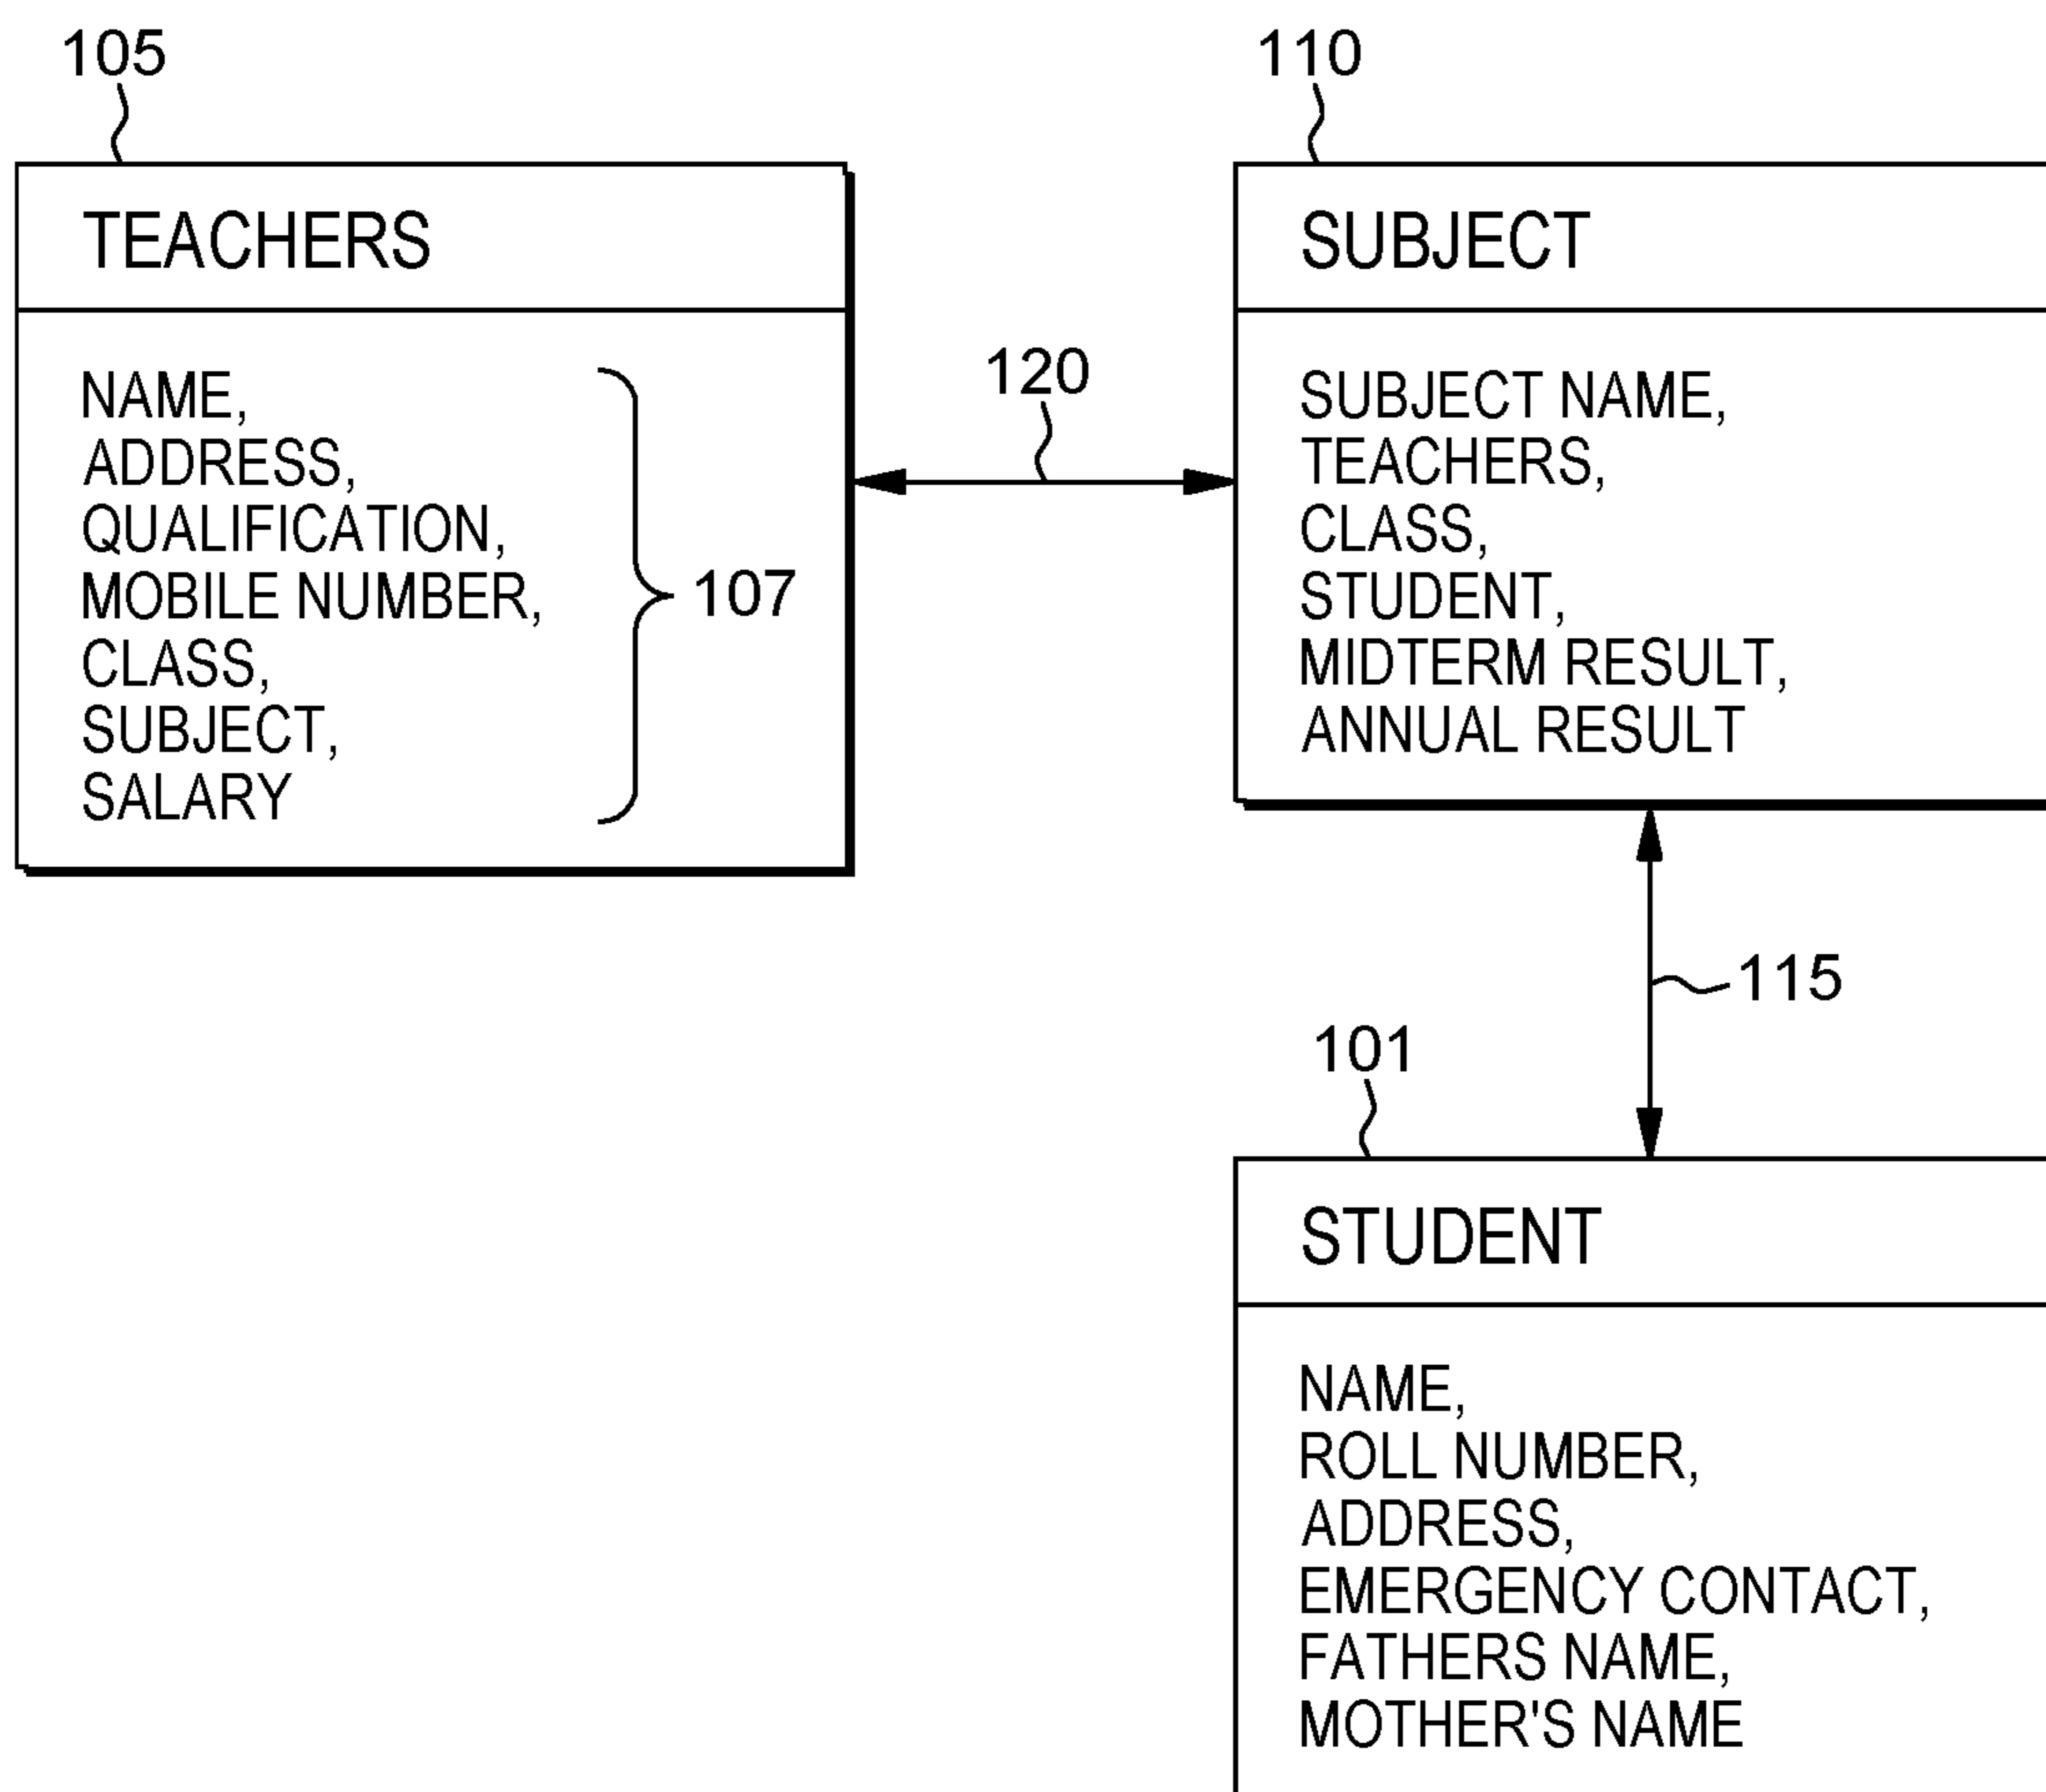 105
TEACHERS
NAME,
ADDRESS,
QUALIFICATION,
MOBILE NUMBER,
CLASS,
SUBJECT,
SALARY
107
120
110
SUBJECT
SUBJECT NAME,
TEACHERS,
CLASS,
STUDENT,
MIDTERM RESULT,
ANNUAL RESULT
115
101
STUDENT
NAME,
ROLL NUMBER,
ADDRESS,
EMERGENCY CONTACT,
FATHERS NAME,
MOTHER'S NAME